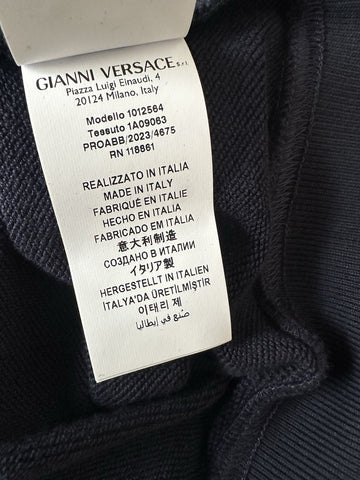 GIANNI VERSACE S.r.l.
Piazza Luigi Einaudi, 4
20124 Milano, Italy
Modello 1012564
Tessuto 1A09063
PROABB/2023/4675
RN 118861
REALIZZATO IN ITALIA
MADE IN ITALY
FABRIQUÉ EN ITALIE
HECHO EN ITALIA
FABRICADO EM ITÁLIA
意大利制造
СОЗДАНО В ИТАЛИИ
イタリア製
HERGESTELLT IN ITALIEN
ITALYA'DA ÜRETİLMİŞTİR
이태리 제
صنع في إيطاليا